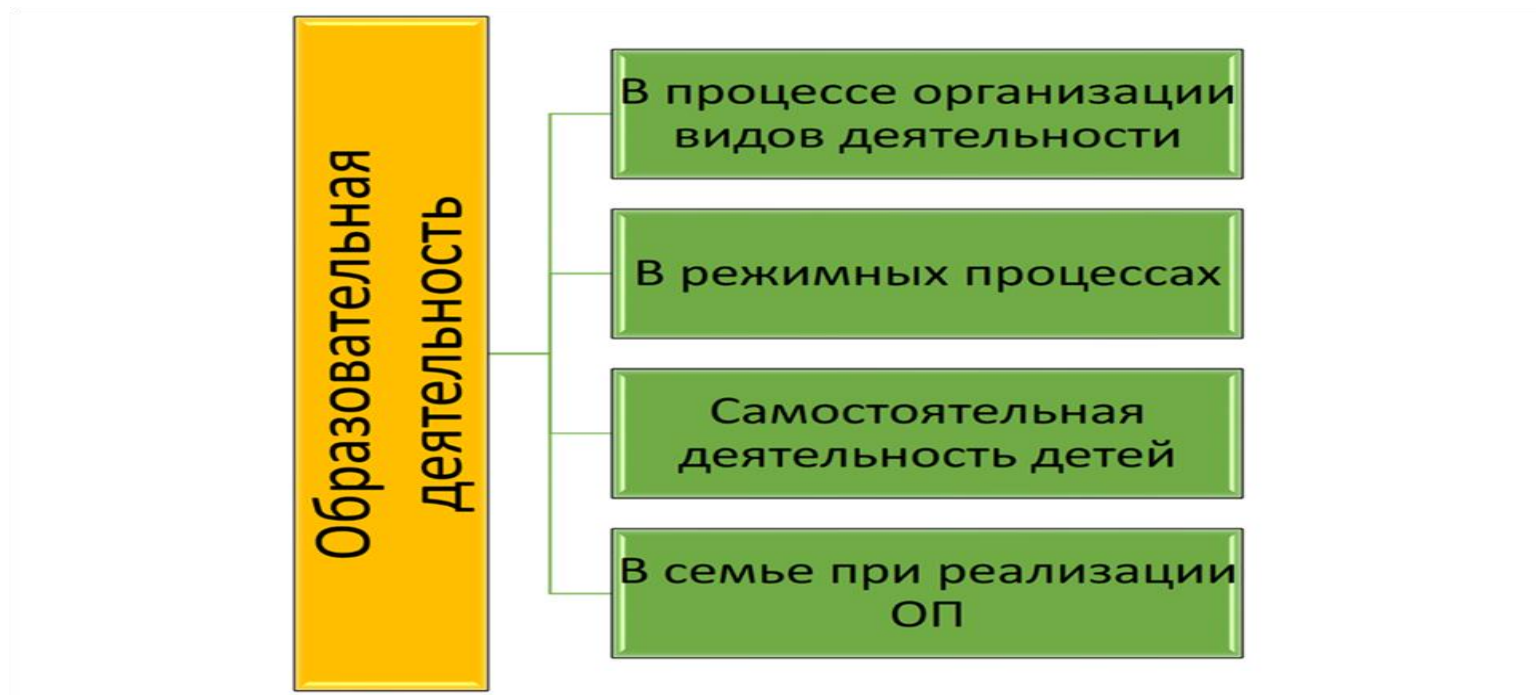 Образовательная
деятельность
В процессе организации
видов деятельности
В режимных процессах
Самостоятельная
деятельность детей
В семье при реализации
ОП